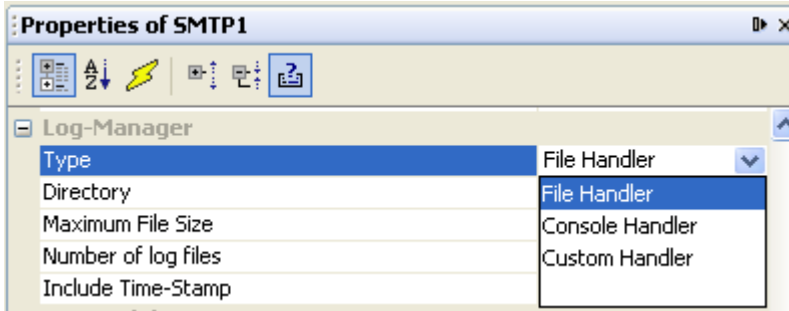 Properties of SMTP1
Log-Manager
Type File Handler
Directory File Handler
Maximum File Size Console Handler
Number of log files Custom Handler
Include Time-Stamp